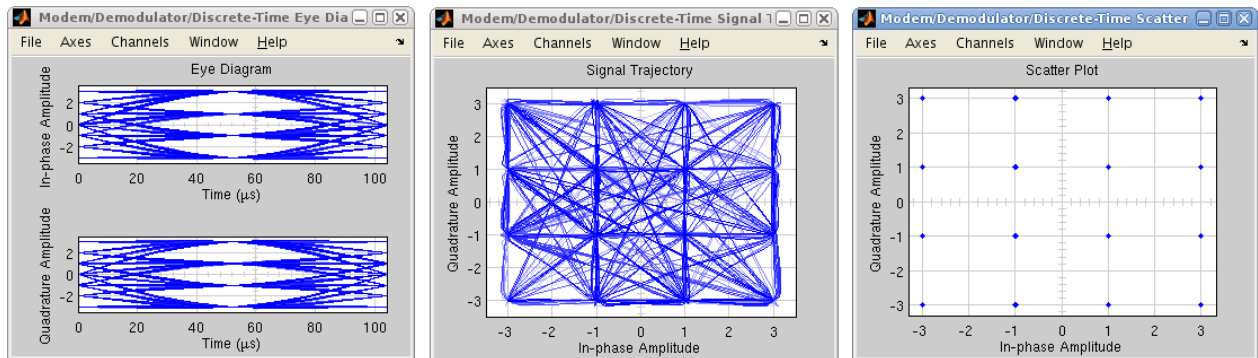 Modem/Demodulator/Discrete-Time Eye Dia
File Axes Channels Window Help
Eye Diagram
In-phase Amplitude
2
0
-2
0 20 40 60 80 100
Time (μs)
Quadrature Amplitude
2
0
-2
0 20 40 60 80 100
Time (μs)
Modem/Demodulator/Discrete-Time Signal T
File Axes Channels Window Help
Signal Trajectory
Quadrature Amplitude
3
2
1
0
-1
-2
-3
-3 -2 -1 0 1 2 3
In-phase Amplitude
Modem/Demodulator/Discrete-Time Scatter
File Axes Channels Window Help
Scatter Plot
Quadrature Amplitude
3
2
1
0
-1
-2
-3
-3 -2 -1 0 1 2 3
In-phase Amplitude